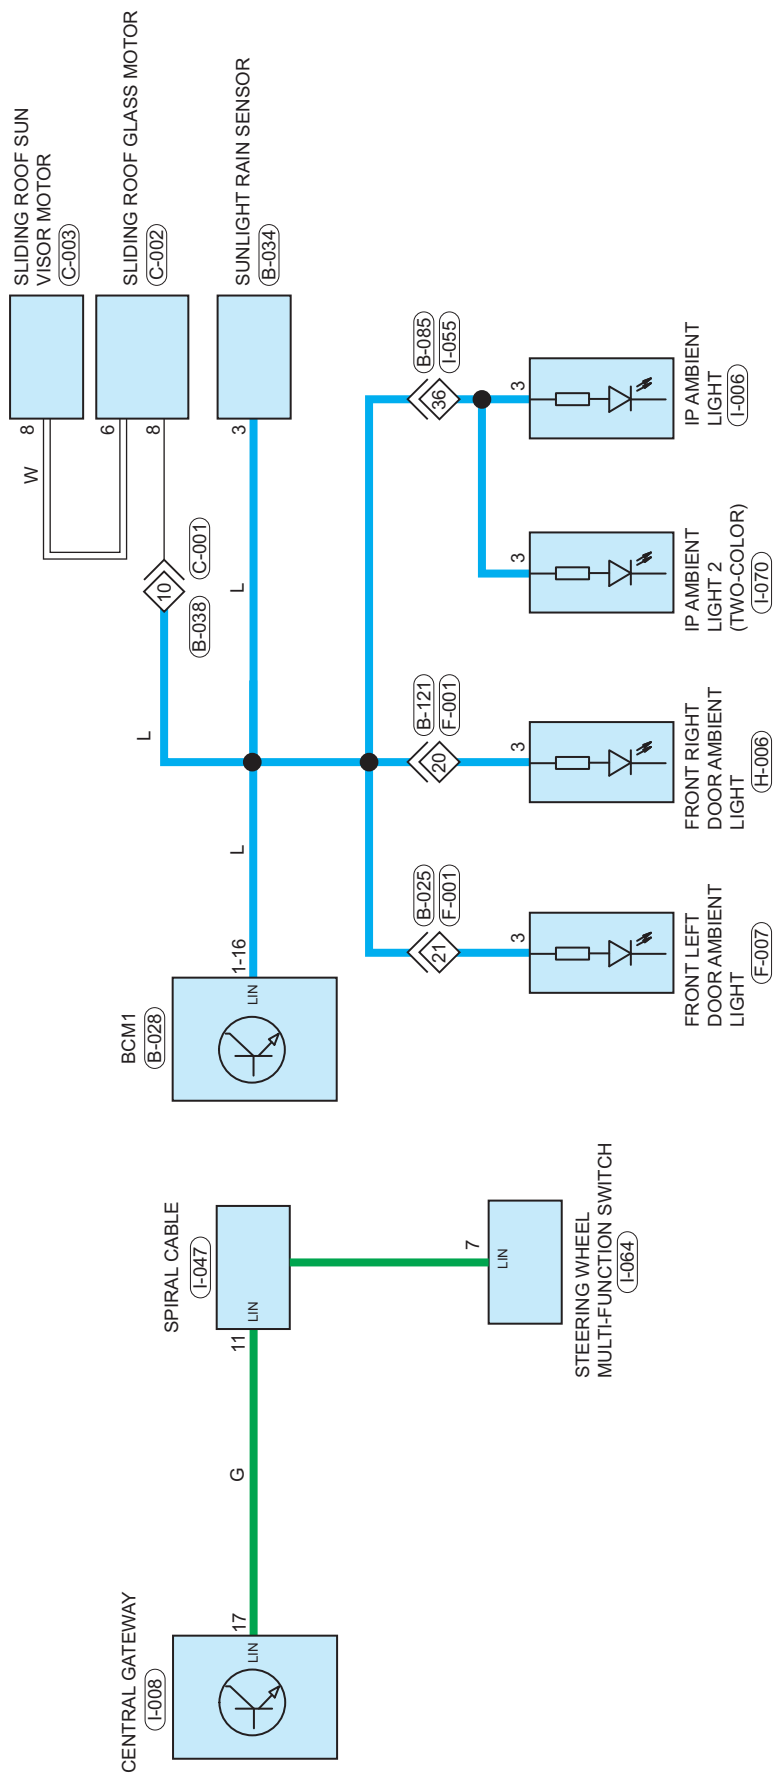 CENTRAL GATEWAY
I-008
LIN
17
G
SPIRAL CABLE
I-047
11
LIN
7
LIN
STEERING WHEEL
MULTI-FUNCTION SWITCH
I-064
BCM1
B-028
LIN
1-16
L
L
L
B-038
10
C-001
SLIDING ROOF SUN
VISOR MOTOR
C-003
8
W
SLIDING ROOF GLASS MOTOR
C-002
6
8
SUNLIGHT RAIN SENSOR
B-034
3
B-025
F-001
21
3
FRONT LEFT
DOOR AMBIENT
LIGHT
F-007
B-121
F-001
20
3
FRONT RIGHT
DOOR AMBIENT
LIGHT
H-006
3
IP AMBIENT
LIGHT 2
(TWO-COLOR)
I-070
B-085
I-055
36
3
IP AMBIENT
LIGHT
I-006